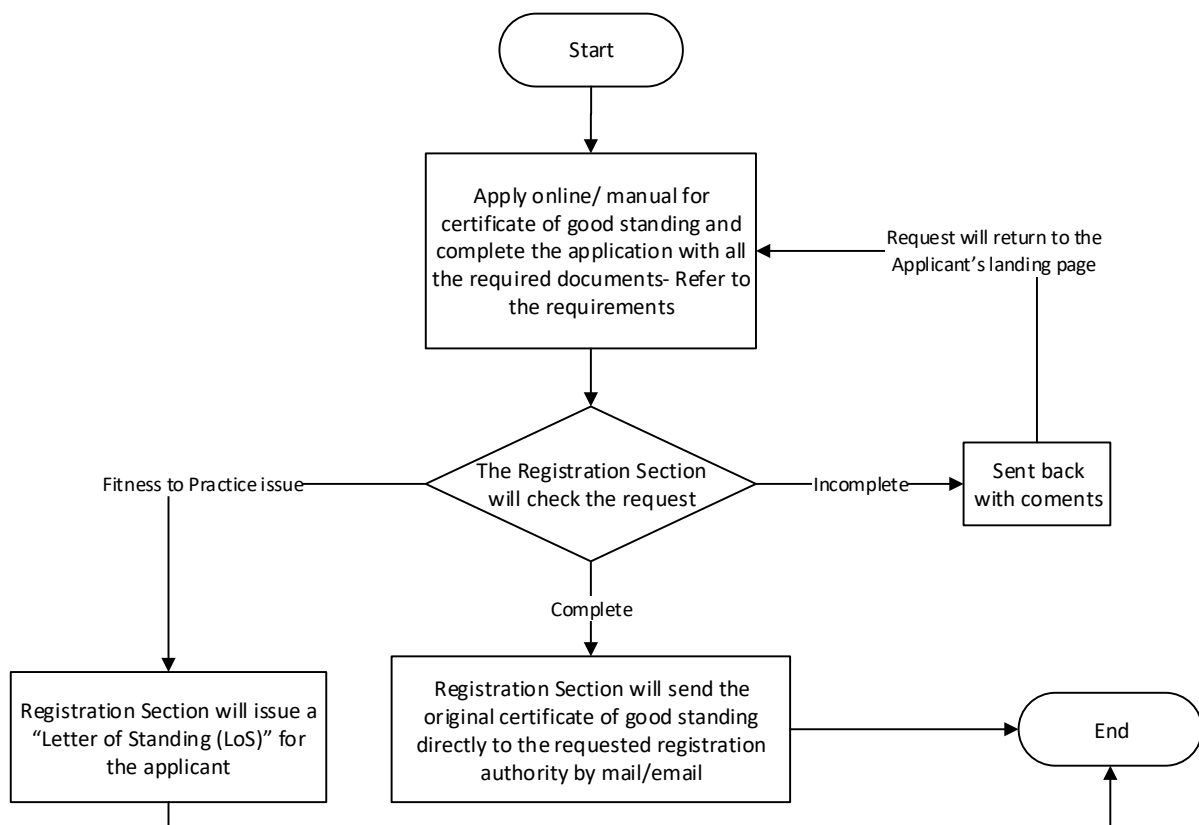 Start
Apply online/ manual for
certificate of good standing and
complete the application with all
the required documents- Refer to
the requirements
Request will return to the
Applicant’s landing page
The Registration Section
will check the request
Fitness to Practice issue
Incomplete
Sent back
with coments
Complete
Registration Section will issue a
“Letter of Standing (LoS)” for
the applicant
Registration Section will send the
original certificate of good standing
directly to the requested registration
authority by mail/email
End